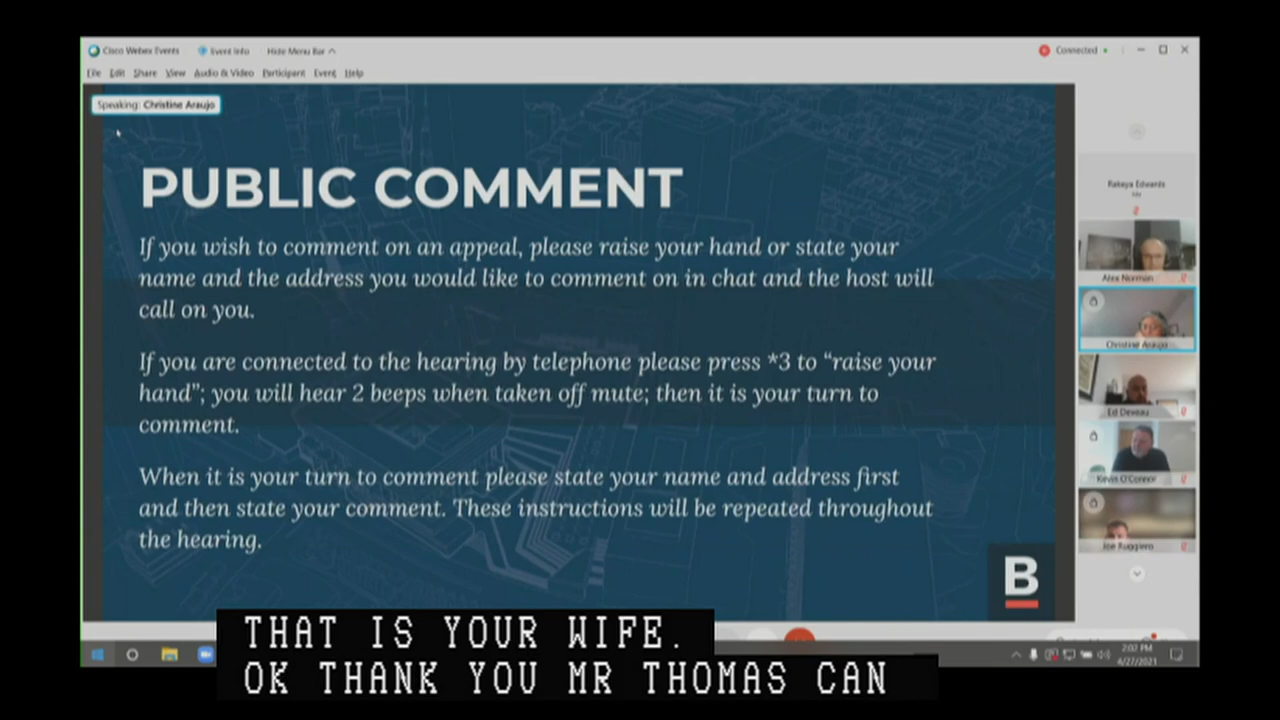 Cisco Webex Events
Event Info
Hide Menu Bar
Connected
File Edit Share View Audio & Video Participant Event Help
Speaking: Christine Araujo
PUBLIC COMMENT
If you wish to comment on an appeal, please raise your hand or state your
name and the address you would like to comment on in chat and the host will
call on you.
If you are connected to the hearing by telephone please press *3 to “raise your
hand”; you will hear 2 beeps when taken off mute; then it is your turn to
comment.
When it is your turn to comment please state your name and address first
and then state your comment. These instructions will be repeated throughout
the hearing.
B
Rakeya Edwards
Me
Alex Norman
Christine Araujo
Ed Deveau
Kevin O'Connor
Joe Ruggiero
THAT IS YOUR WIFE.
OK THANK YOU MR THOMAS CAN
2:02 PM
4/27/2021